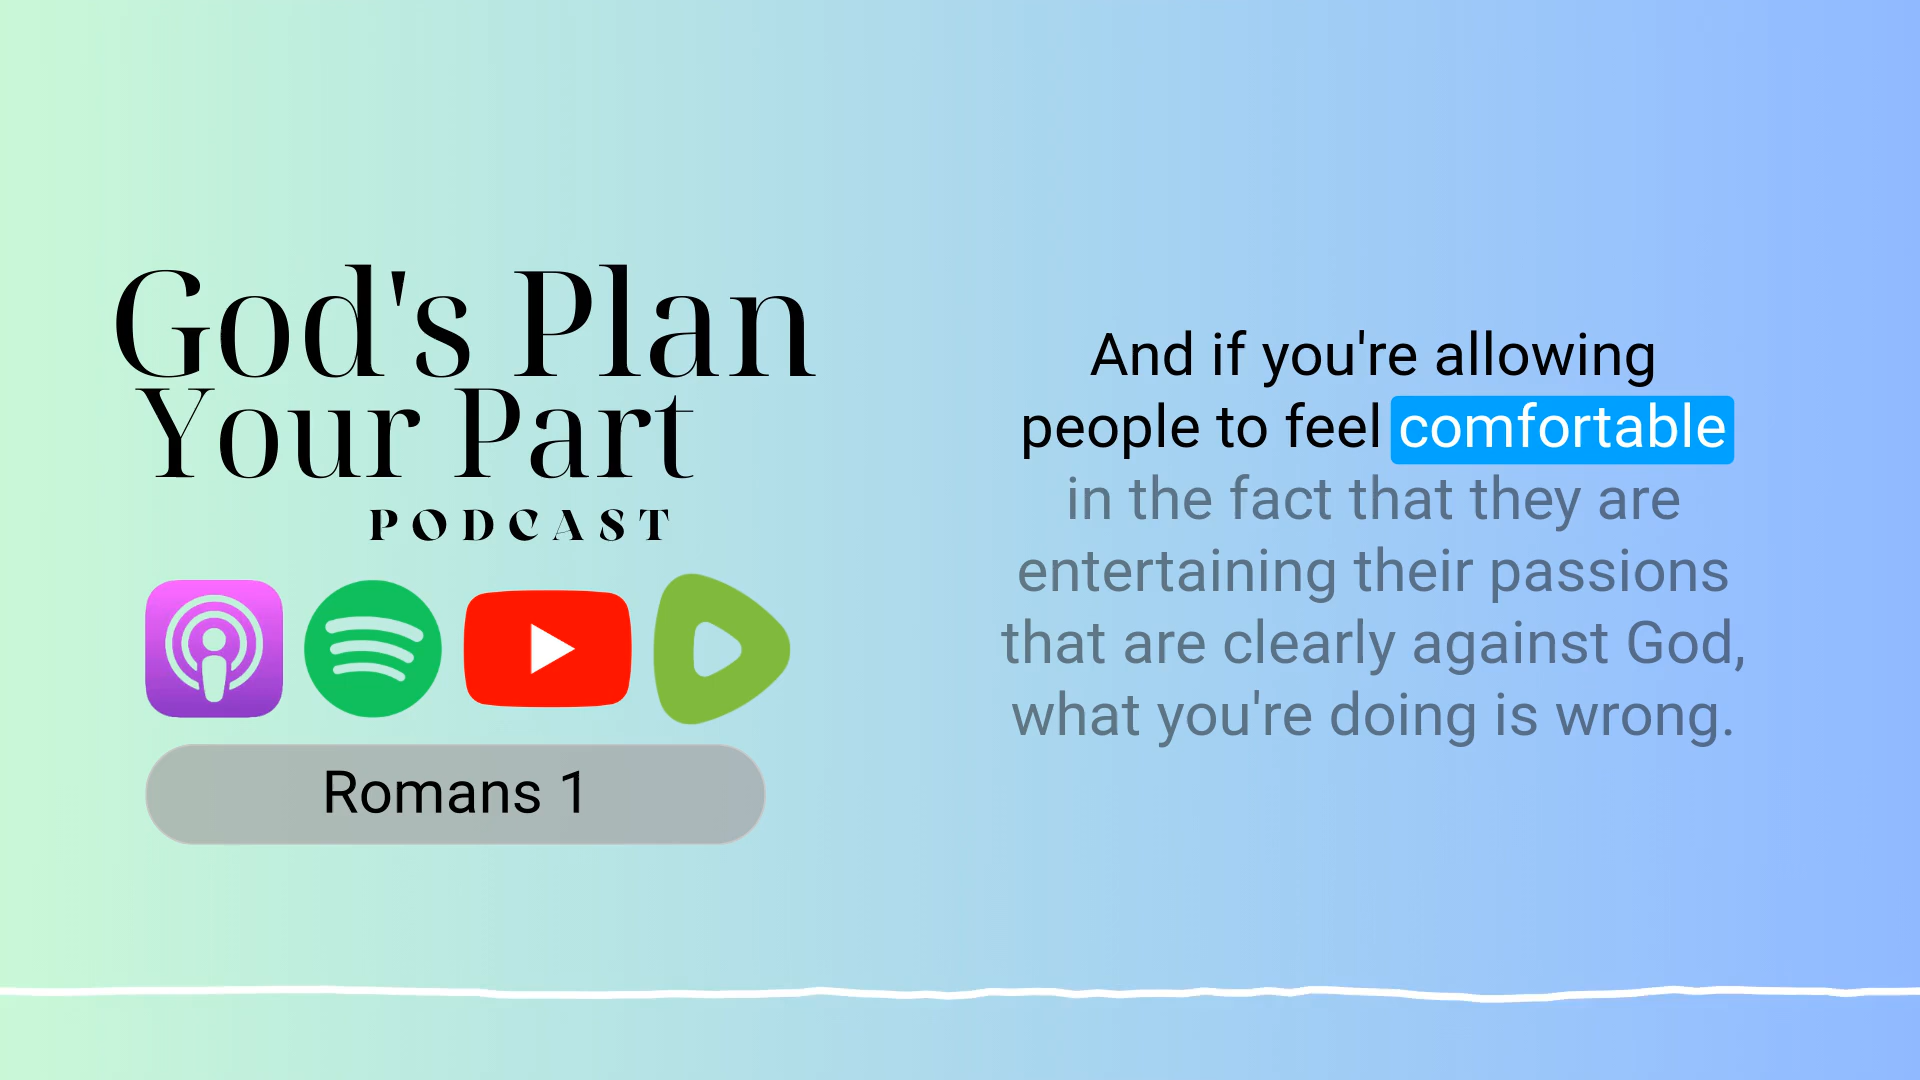 God's Plan
Your Part
PODCAST
Romans 1
And if you're allowing
people to feel comfortable
in the fact that they are
entertaining their passions
that are clearly against God,
what you're doing is wrong.